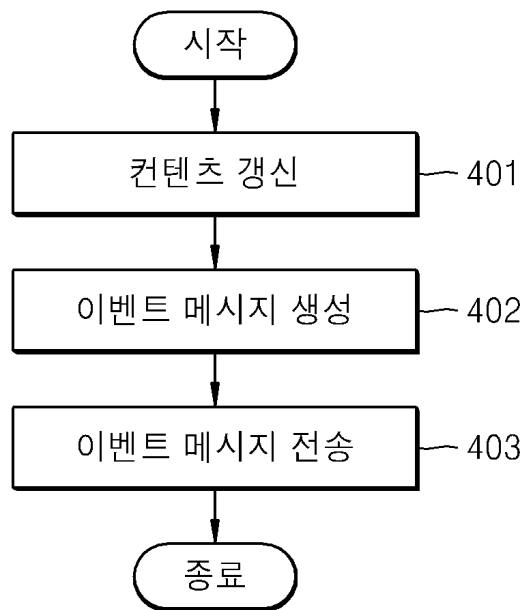 시작
컨텐츠 갱신 401
이벤트 메시지 생성 402
이벤트 메시지 전송 403
종료